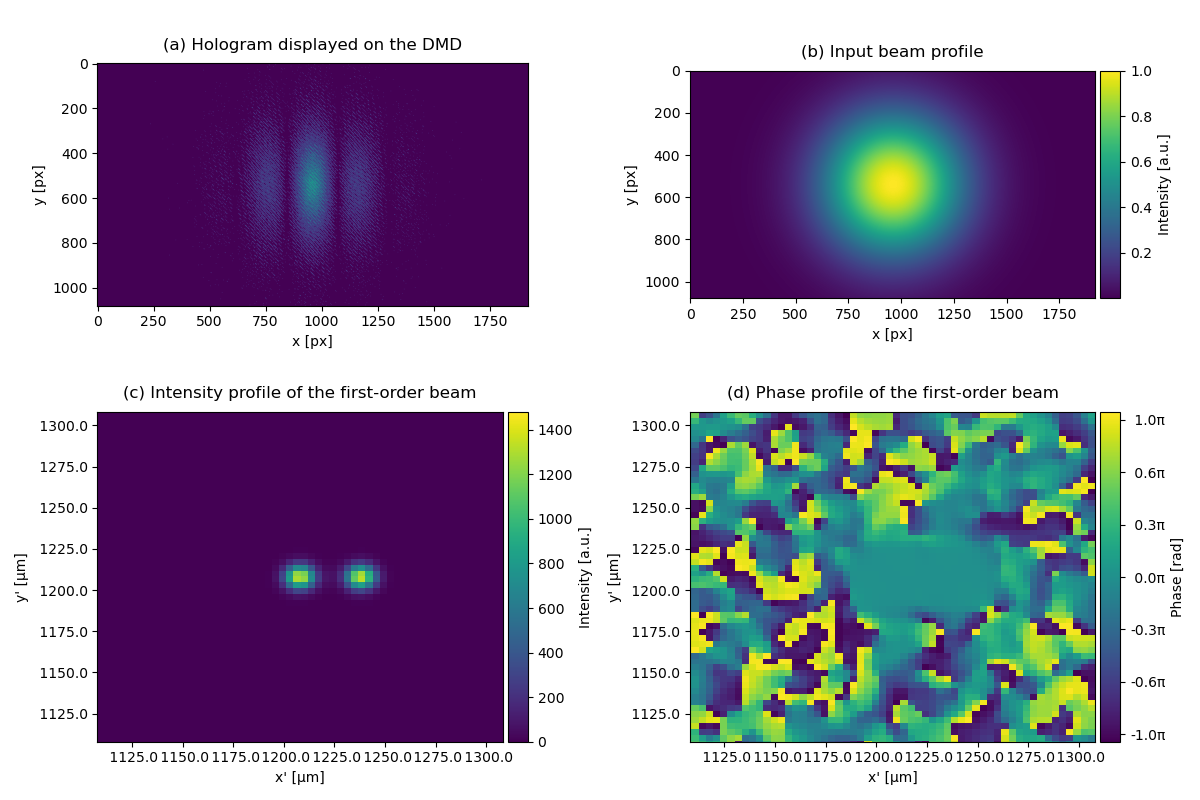 (a) Hologram displayed on the DMD
0
200
400
600
800
1000
y [px]
0 250 500 750 1000 1250 1500 1750
x [px]
(b) Input beam profile
0
200
400
600
800
1000
y [px]
0 250 500 750 1000 1250 1500 1750
x [px]
1.0
0.8
0.6
0.4
0.2
Intensity [a.u.]
(c) Intensity profile of the first-order beam
1300.0
1275.0
1250.0
1225.0
1200.0
1175.0
1150.0
1125.0
y' [µm]
1125.0 1150.0 1175.0 1200.0 1225.0 1250.0 1275.0 1300.0
x' [µm]
1400
1200
1000
800
600
400
200
0
Intensity [a.u.]
(d) Phase profile of the first-order beam
1300.0
1275.0
1250.0
1225.0
1200.0
1175.0
1150.0
1125.0
y' [µm]
1125.0 1150.0 1175.0 1200.0 1225.0 1250.0 1275.0 1300.0
x' [µm]
1.0π
0.6π
0.3π
0.0π
-0.3π
-0.6π
-1.0π
Phase [rad]